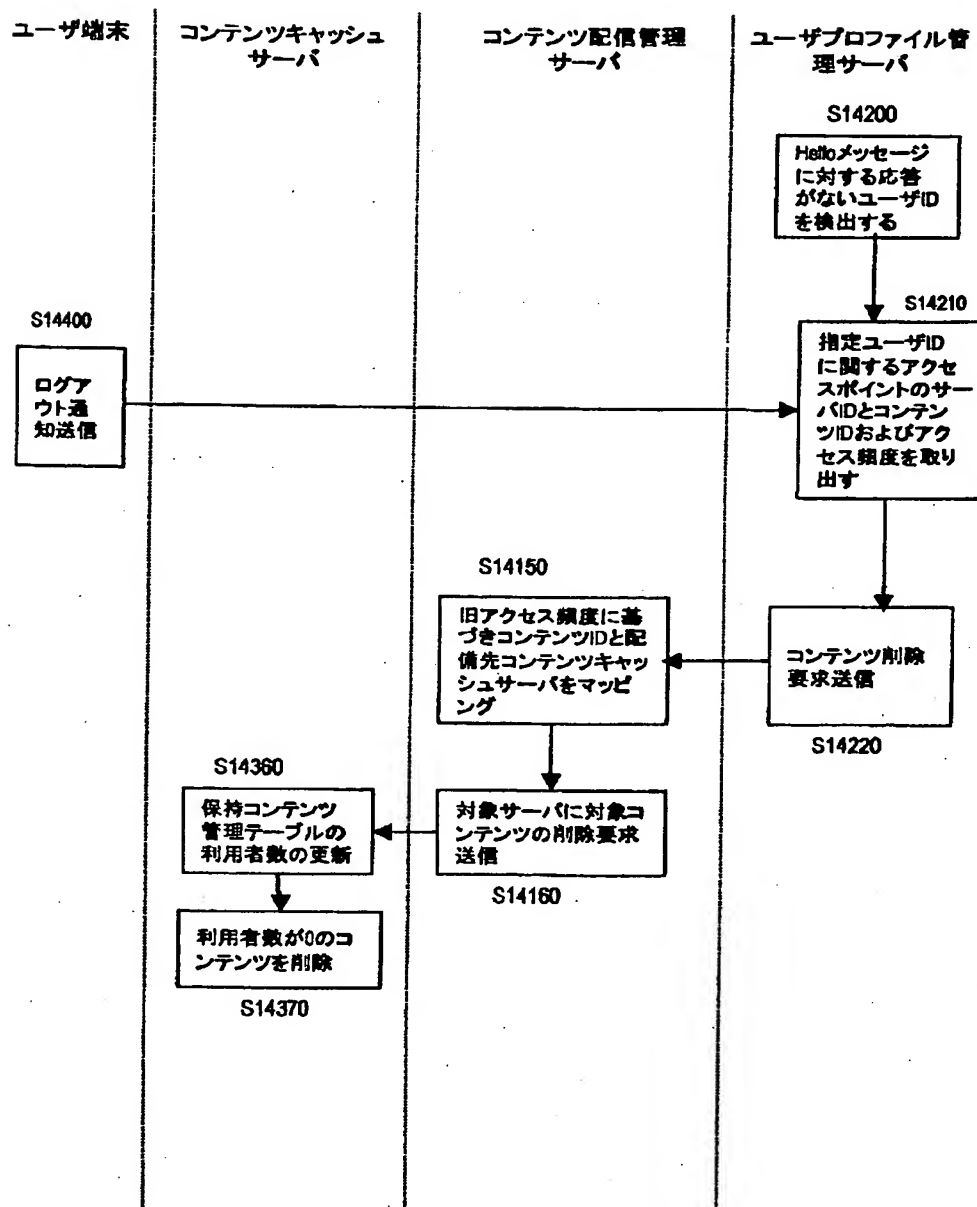 ユーザ端末
コンテンツキャッシュ
サーバ
コンテンツ配信管理
サーバ
ユーザプロファイル管
理サーバ
S14200
Helloメッセージ
に対する応答
がないユーザID
を検出する
S14210
指定ユーザID
に関するアクセ
スポイントのサー
バIDとコンテン
ツIDおよびアク
セス頻度を取り
出す
S14400
ログア
ウト通
知送信
S14150
旧アクセス頻度に基
づきコンテンツIDと配
備先コンテンツキャッ
シュサーバをマッピ
ング
コンテンツ削除
要求送信
S14220
S14360
保持コンテンツ
管理テーブルの
利用者数の更新
対象サーバに対象コ
ンテンツの削除要求
送信
S14160
利用者数が0のコ
ンテンツを削除
S14370